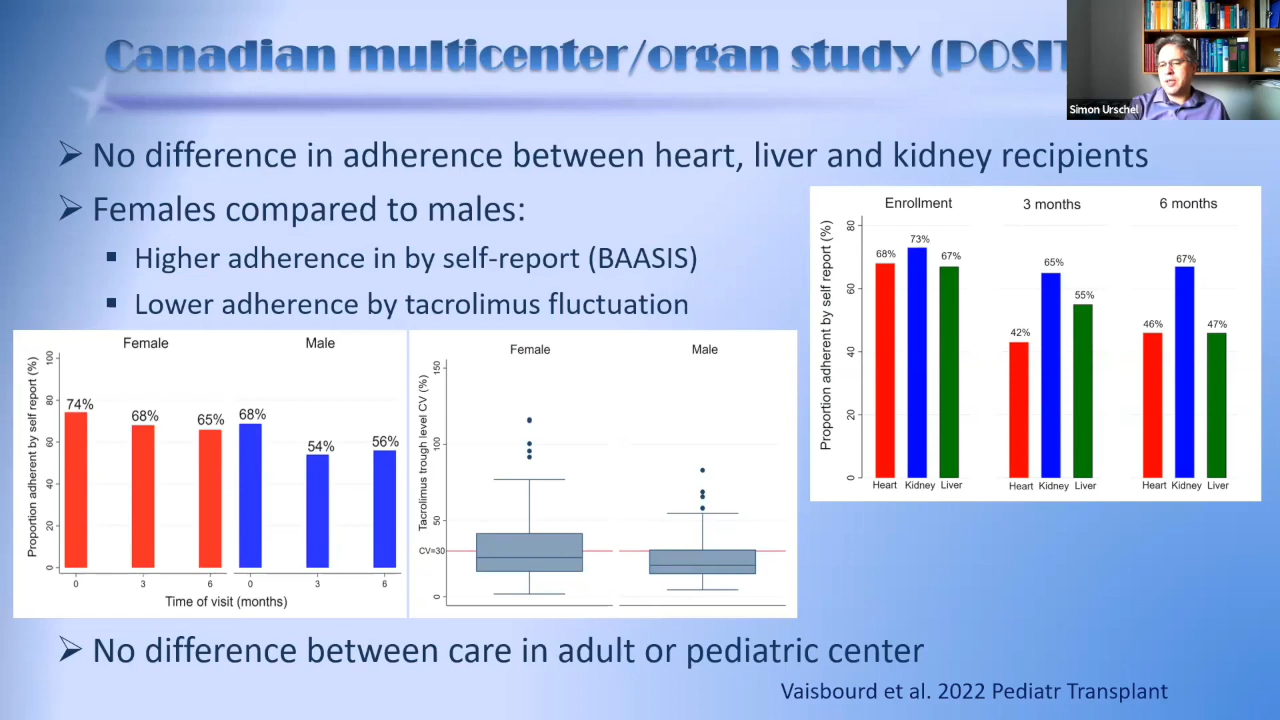 Canadian multicenter/organ study (POSIT
Simon Urschel
No difference in adherence between heart, liver and kidney recipients
Females compared to males:
Higher adherence in by self-report (BAASIS)
Lower adherence by tacrolimus fluctuation
Enrollment 3 months 6 months
Proportion adherent by self report (%)
80
60
40
20
0
68% 73% 67%
42% 65% 55%
46% 67% 47%
Heart Kidney Liver Heart Kidney Liver Heart Kidney Liver
Female Male
Proportion adherent by self report (%)
100
80
60
40
20
0
74% 68% 65% 68% 54% 56%
0 3 6 0 3 6
Time of visit (months)
Female Male
Tacrolimus trough level CV (%)
150
100
50
CV=30
0
No difference between care in adult or pediatric center
Vaisbourd et al. 2022 Pediatr Transplant